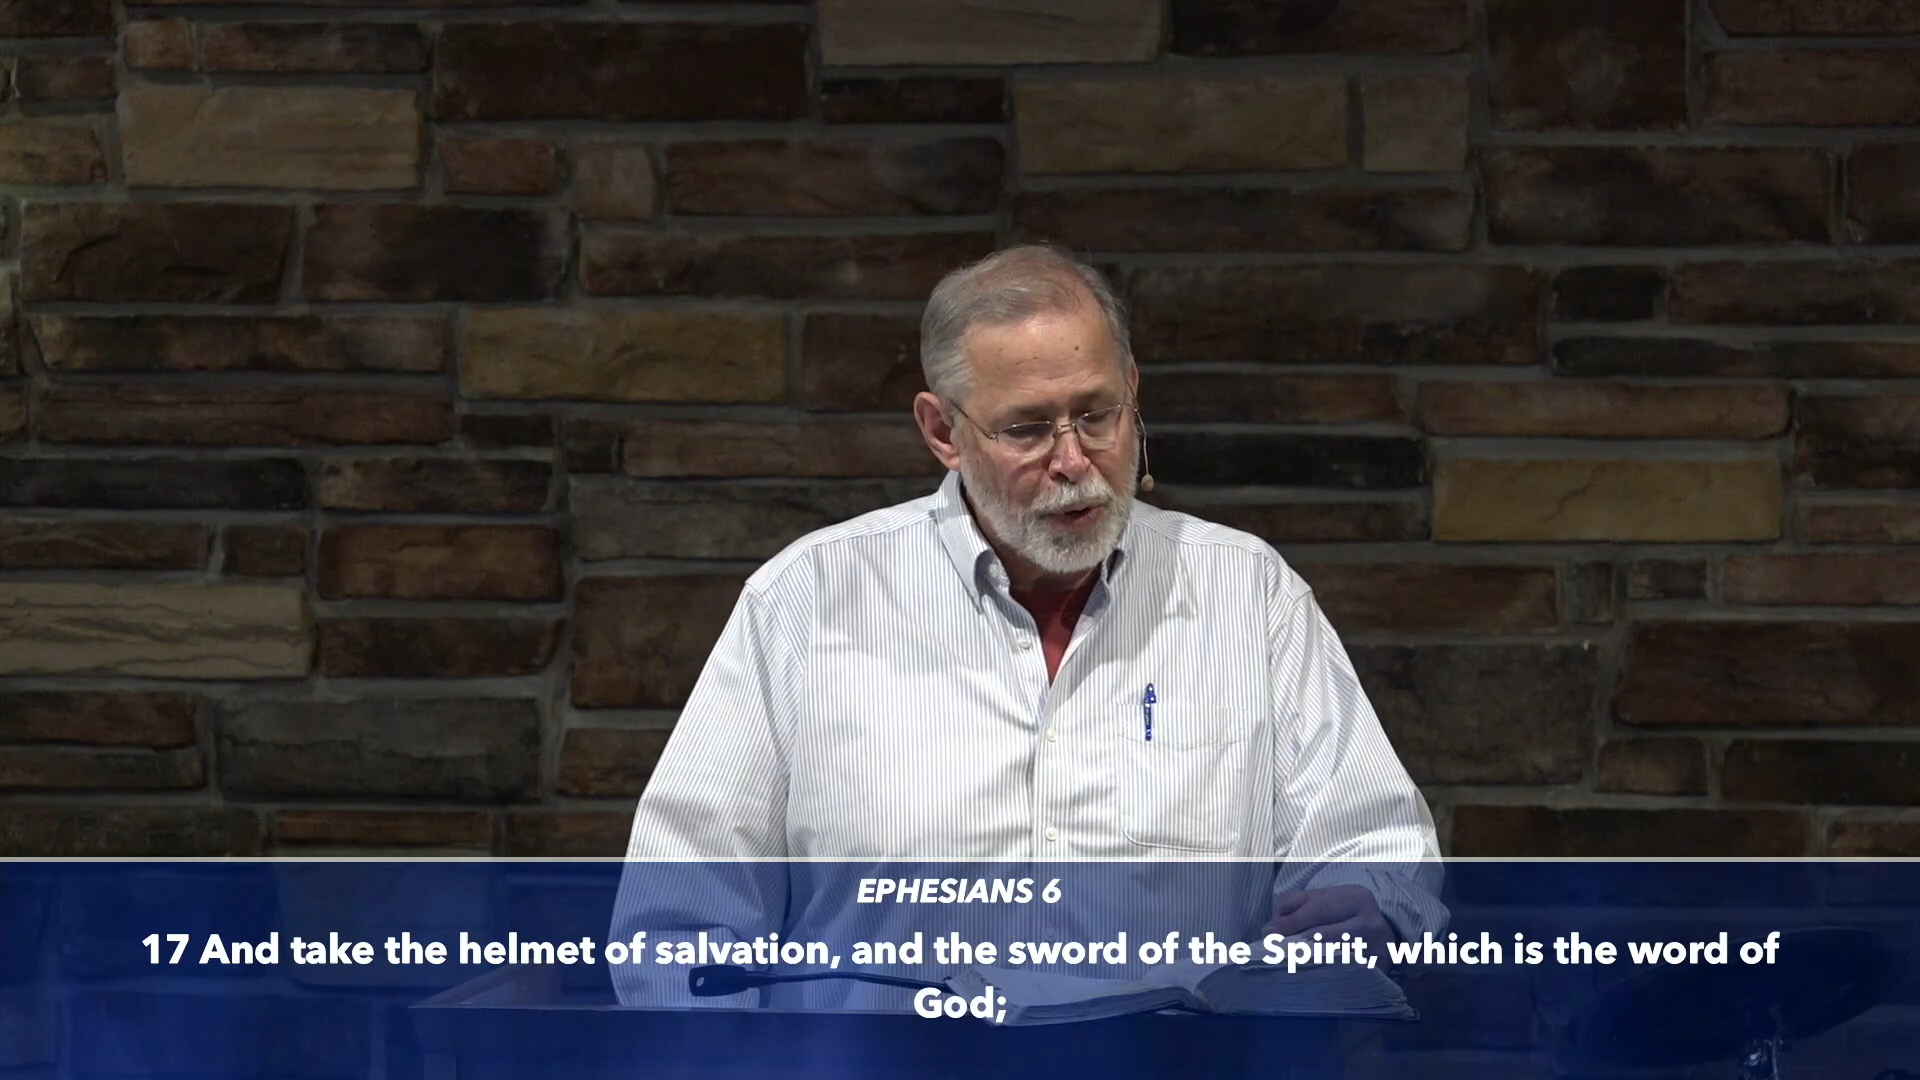 EPHESIANS 6
17 And take the helmet of salvation, and the sword of the Spirit, which is the word of
God;